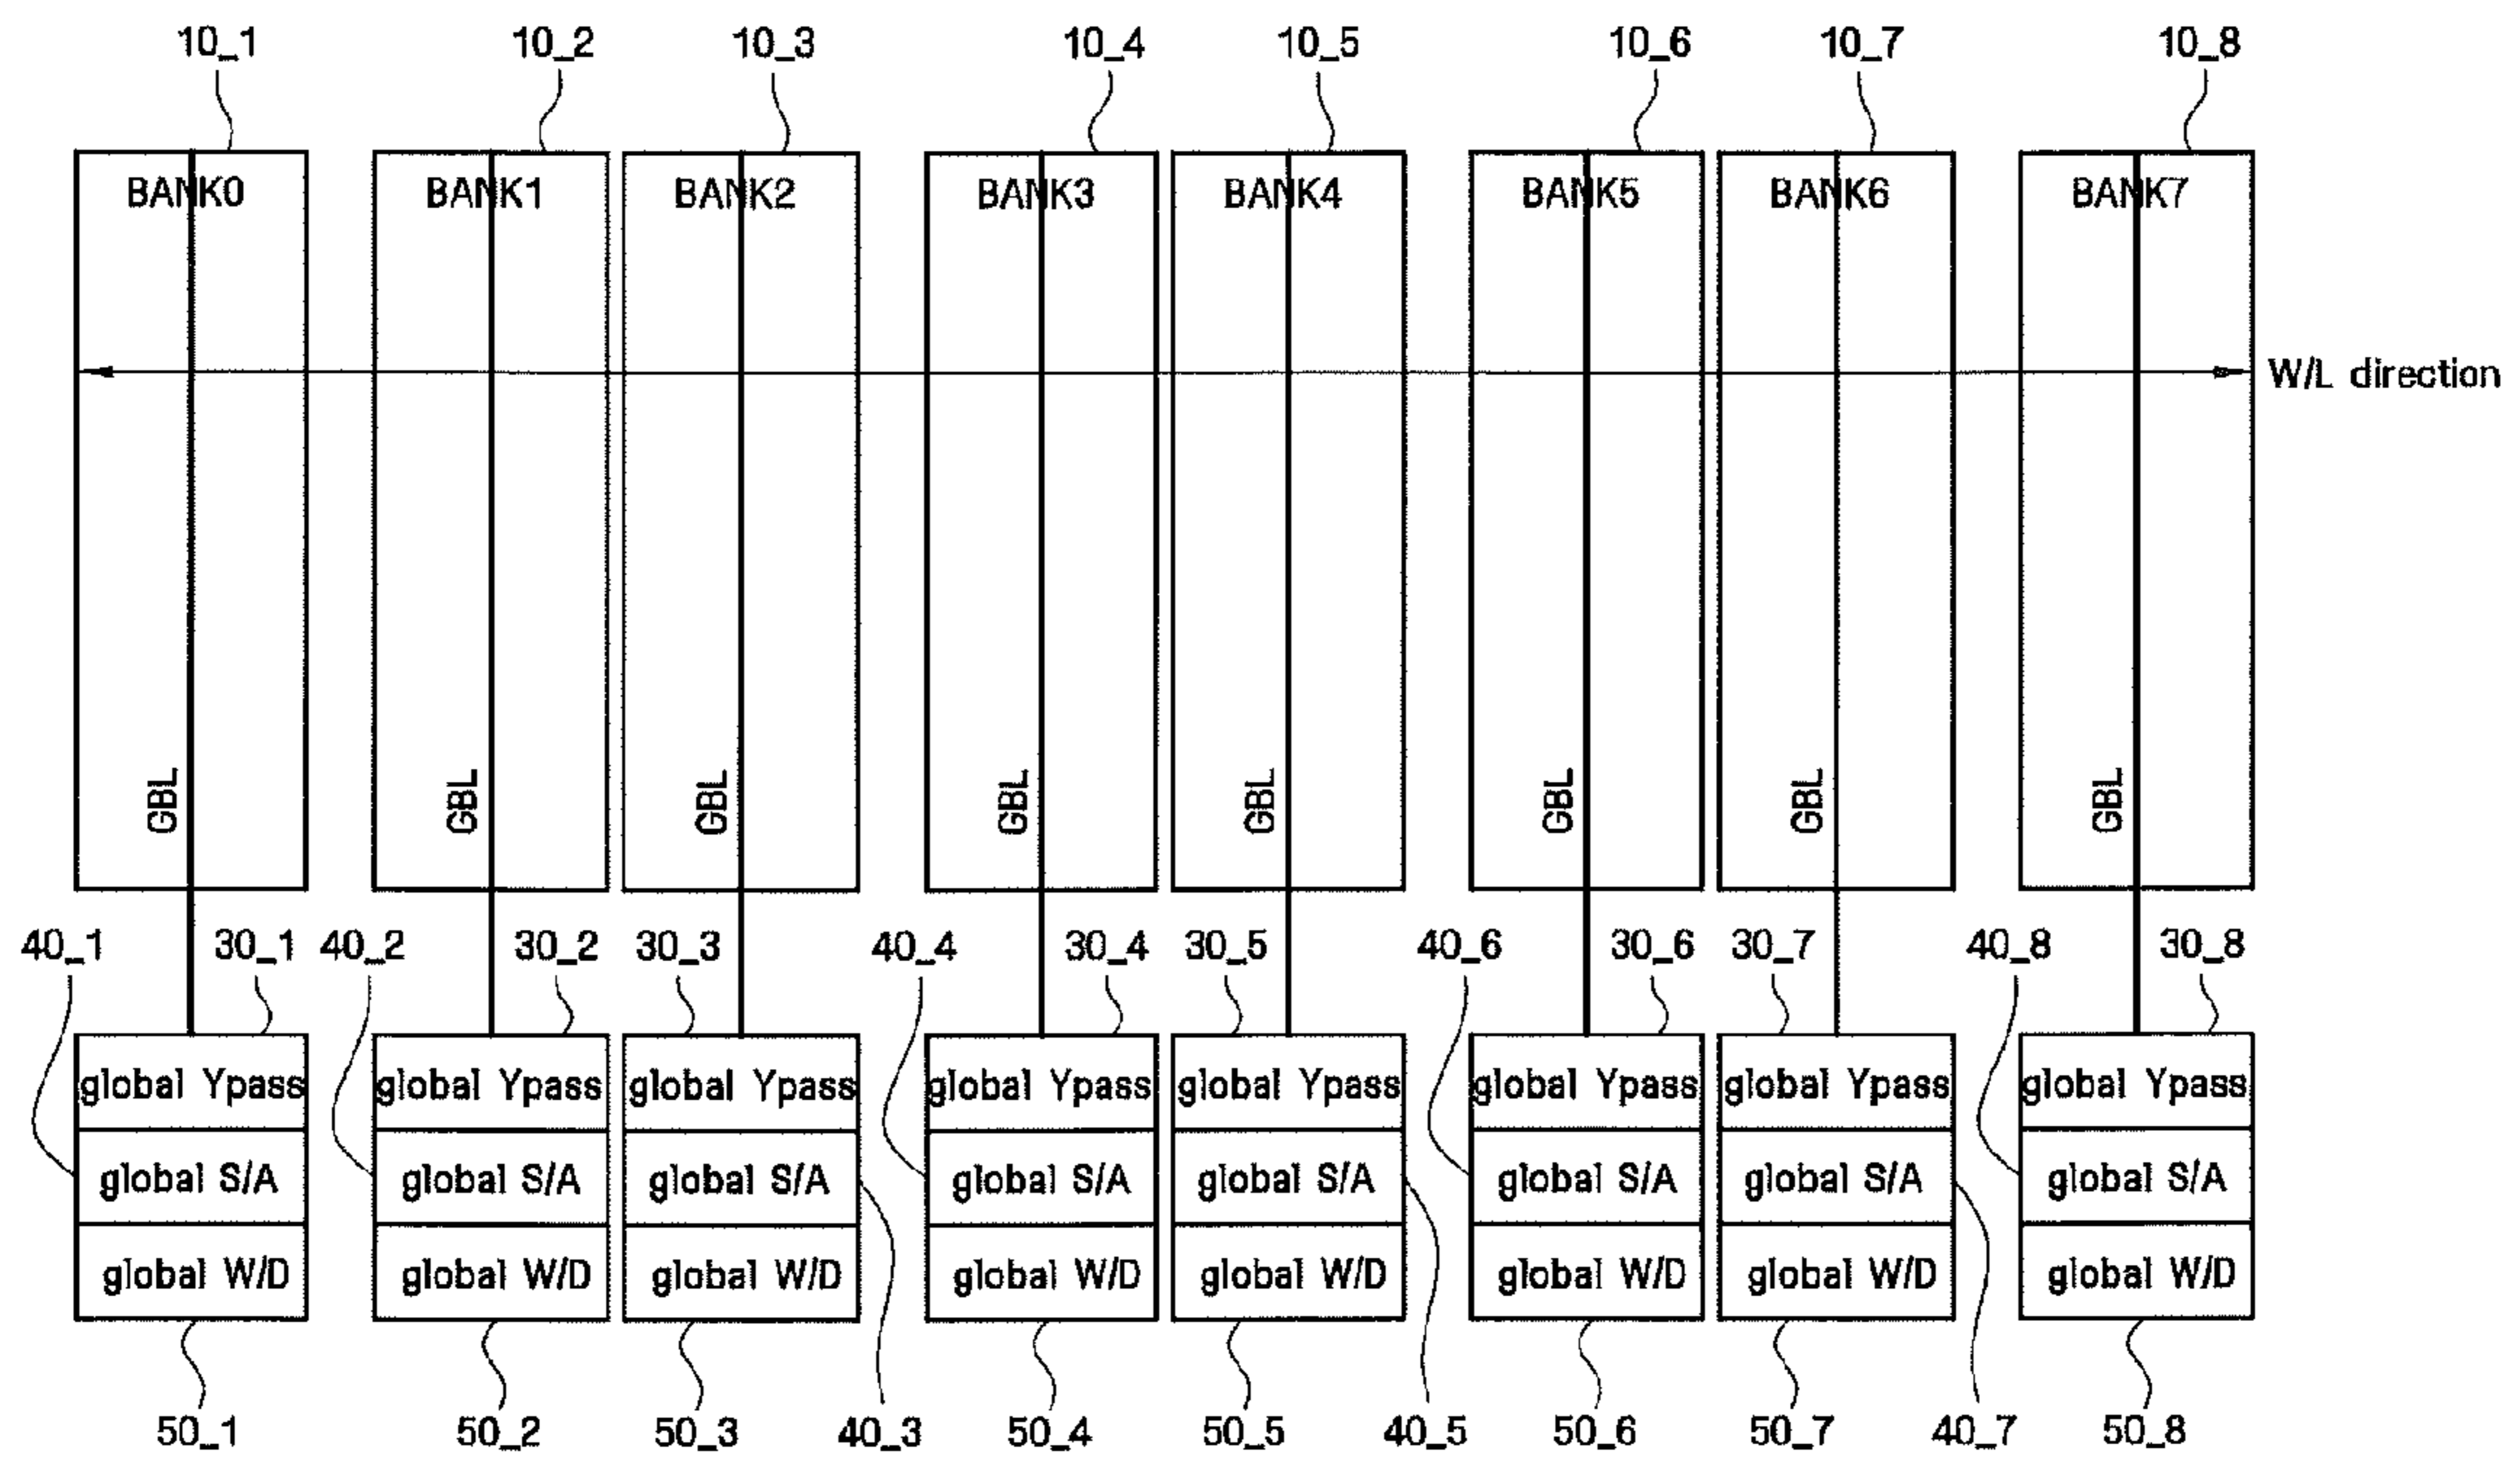 10_1 10_2 10_3 10_4 10_5 10_6 10_7 10_8
BANK0 BANK1 BANK2 BANK3 BANK4 BANK5 BANK6 BANK7
W/L direction
GBL GBL GBL GBL GBL GBL GBL GBL
40_1 30_1 40_2 30_2 30_3 40_4 30_4 30_5 40_6 30_6 30_7 40_8 30_8
global Ypass global Ypass global Ypass global Ypass global Ypass global Ypass global Ypass global Ypass
global S/A global S/A global S/A global S/A global S/A global S/A global S/A global S/A
global W/D global W/D global W/D global W/D global W/D global W/D global W/D global W/D
50_1 50_2 50_3 40_3 50_4 50_5 40_5 50_6 50_7 40_7 50_8